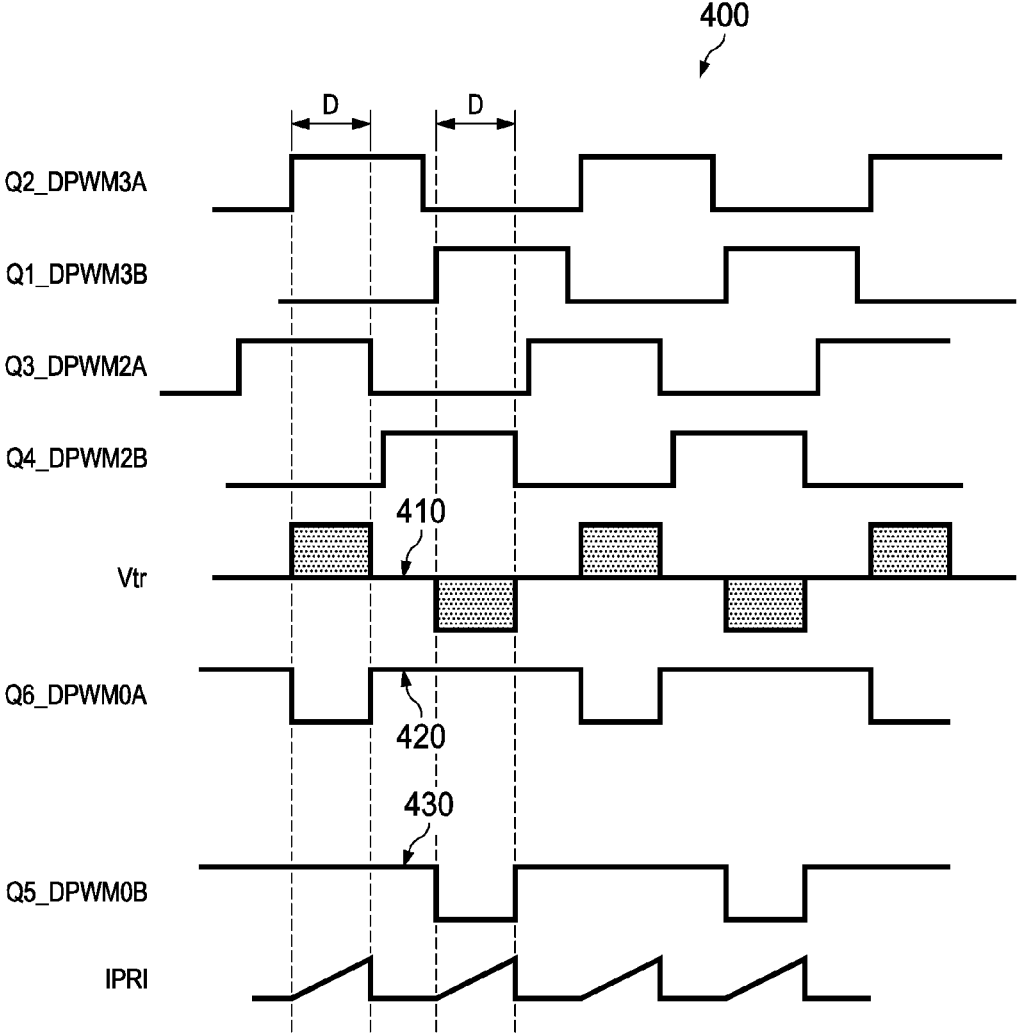 400
D D
Q2_DPWM3A
Q1_DPWM3B
Q3_DPWM2A
Q4_DPWM2B
410
Vtr
Q6_DPWM0A
420
430
Q5_DPWM0B
IPRI